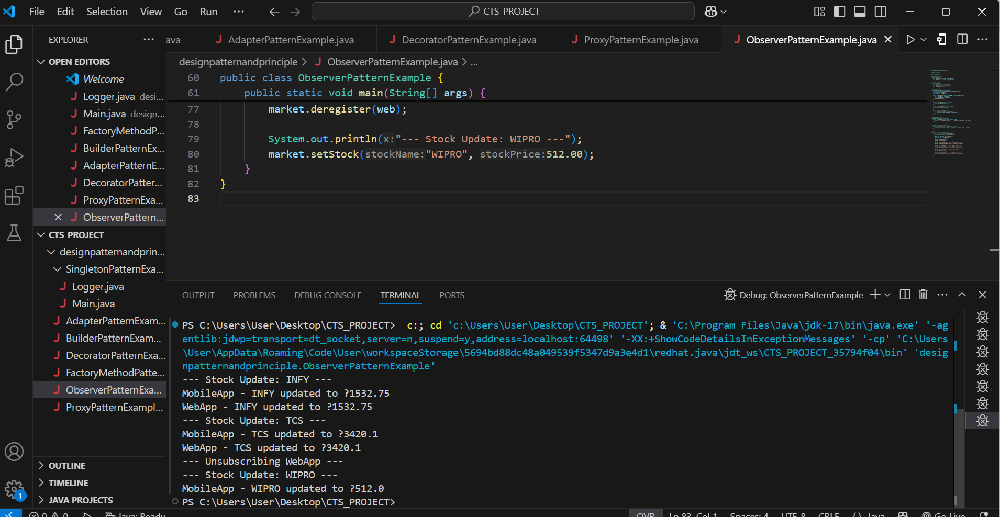 File Edit Selection View Go Run ··· CTS_PROJECT
EXPLORER ···
OPEN EDITORS
Welcome
Logger.java desi...
Main.java design...
FactoryMethodP...
BuilderPatternEx...
AdapterPatternE...
DecoratorPatter...
ProxyPatternExa...
ObserverPattern...
CTS_PROJECT
designpatternandprin...
SingletonPatternExa...
Logger.java
Main.java
AdapterPatternExam...
BuilderPatternExam...
DecoratorPatternExa...
FactoryMethodPatte...
ObserverPatternExa...
ProxyPatternExampl...
OUTLINE
TIMELINE
JAVA PROJECTS
1
ava AdapterPatternExample.java DecoratorPatternExample.java ProxyPatternExample.java ObserverPatternExample.java
designpatternandprinciple > ObserverPatternExample.java > ...
60 public class ObserverPatternExample {
61 public static void main(String[] args) {
77 market.deregister(web);
78
79 System.out.println(x:"--- Stock Update: WIPRO ---");
80 market.setStock(stockName:"WIPRO", stockPrice:512.00);
81 }
82 }
83
OUTPUT PROBLEMS DEBUG CONSOLE TERMINAL PORTS Debug: ObserverPatternExample
PS C:\Users\User\Desktop\CTS_PROJECT>  c:; cd 'c:\Users\User\Desktop\CTS_PROJECT'; & 'C:\Program Files\Java\jdk-17\bin\java.exe' '-ag
entlib:jdwp=transport=dt_socket,server=n,suspend=y,address=localhost:64498' '-XX:+ShowCodeDetailsInExceptionMessages' '-cp' 'C:\Users
\User\AppData\Roaming\Code\User\workspaceStorage\5694bd88dc48a049539f5347d9a3e4d1\redhat.java\jdt_ws\CTS_PROJECT_35794f04\bin' 'desig
npatternandprinciple.ObserverPatternExample'
--- Stock Update: INFY ---
MobileApp - INFY updated to ?1532.75
WebApp - INFY updated to ?1532.75
--- Stock Update: TCS ---
MobileApp - TCS updated to ?3420.1
WebApp - TCS updated to ?3420.1
--- Unsubscribing WebApp ---
--- Stock Update: WIPRO ---
MobileApp - WIPRO updated to ?512.0
PS C:\Users\User\Desktop\CTS_PROJECT>
0 0 Java: Ready OVR Ln 83, Col 1 Spaces: 4 UTF-8 CRLF {} Java Go Live